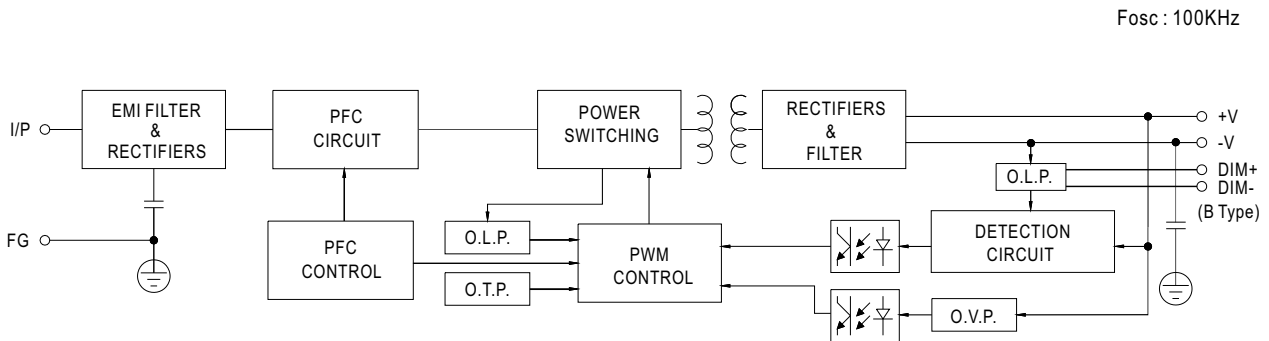 Fosc : 100KHz
I/P
EMI FILTER
&
RECTIFIERS
PFC
CIRCUIT
POWER
SWITCHING
RECTIFIERS
&
FILTER
+V
-V
DIM+
DIM-
(B Type)
O.L.P.
FG
PFC
CONTROL
O.L.P.
O.T.P.
PWM
CONTROL
DETECTION
CIRCUIT
O.V.P.